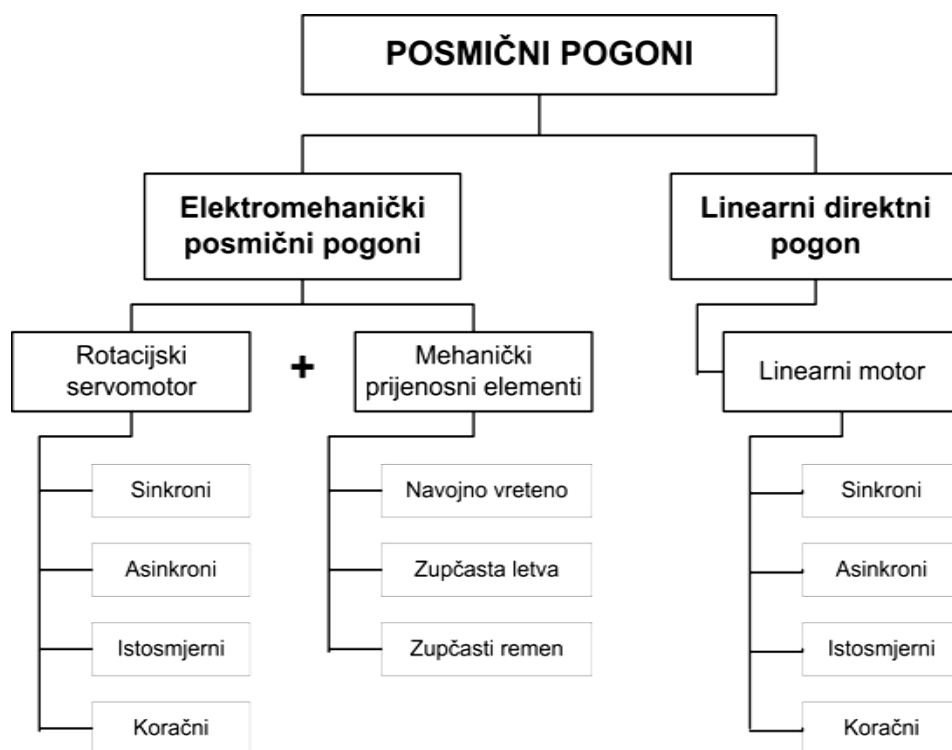 POSMIČNI POGONI
Elektromehanički
posmični pogoni
Linearni direktni
pogon
Rotacijski
servomotor
+
Mehanički
prijenosni elementi
Linearni motor
Sinkroni
Asinkroni
Istosmjerni
Koračni
Navojno vreteno
Zupčasta letva
Zupčasti remen
Sinkroni
Asinkroni
Istosmjerni
Koračni